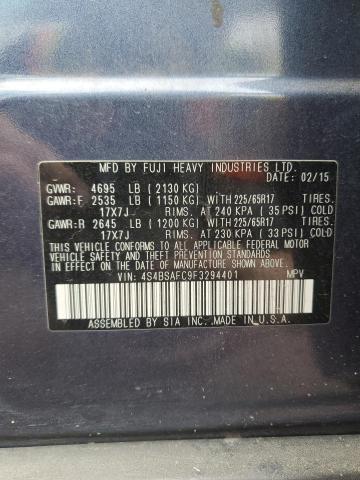 MFD.BY FUJI HEAVY INDUSTRIES LTD.
DATE: 02/15
GVWR: 4695 LB (2130 KG)
GAWR:F 2535 LB (1150 KG) WITH 225/65R17 TIRES.
17X7J RIMS. AT 240 KPA (35 PSI) COLD
GAWR:R 2645 LB (1200 KG) WITH 225/65R17 TIRES.
17X7J RIMS. AT 230 KPA (33 PSI) COLD
THIS VEHICLE CONFORMS TO ALL APPLICABLE FEDERAL MOTOR VEHICLE
SAFETY, BUMPER, AND THEFT PREVENTION STANDARDS IN EFFECT ON THE
DATE OF MANUFACTURE SHOWN ABOVE.
VIN: 4S4BSAFC9F3294401 MPV
ASSEMBLED BY SIA INC. /MADE IN U.S.A.